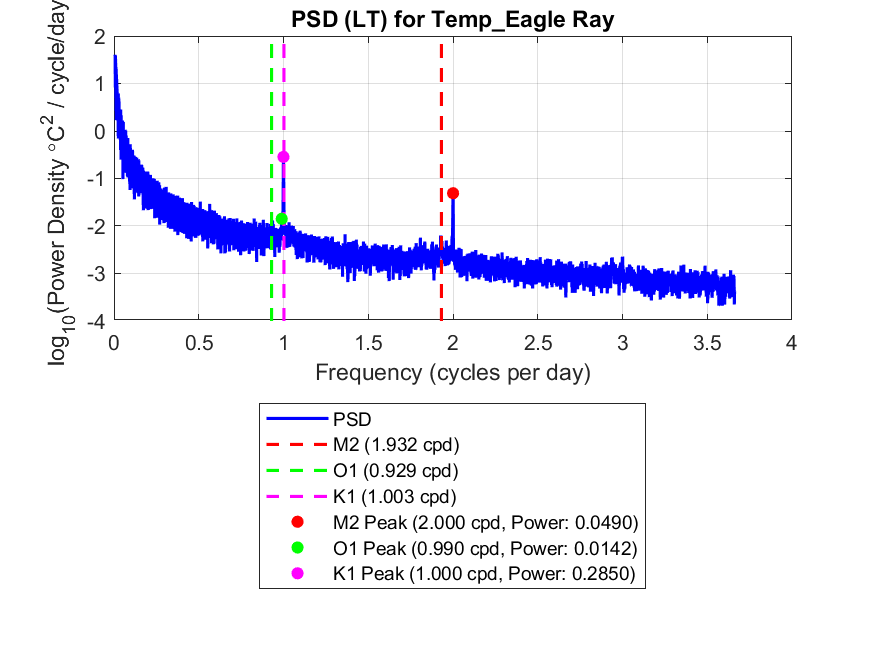 PSD (LT) for Temp_Eagle Ray
log10(Power Density °C2 / cycle/day
2
1
0
-1
-2
-3
-4
0 0.5 1 1.5 2 2.5 3 3.5 4
Frequency (cycles per day)
PSD
M2 (1.932 cpd)
O1 (0.929 cpd)
K1 (1.003 cpd)
M2 Peak (2.000 cpd, Power: 0.0490)
O1 Peak (0.990 cpd, Power: 0.0142)
K1 Peak (1.000 cpd, Power: 0.2850)